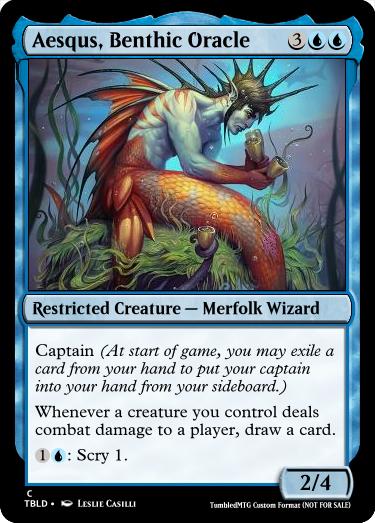 Aesqus, Benthic Oracle 3
Restricted Creature — Merfolk Wizard
Captain (At start of game, you may exile a
card from your hand to put your captain
into your hand from your sideboard.)
Whenever a creature you control deals
combat damage to a player, draw a card.
1: Scry 1.
2/4
C
TBLD • Leslie Casilli
TumbledMTG Custom Format (NOT FOR SALE)